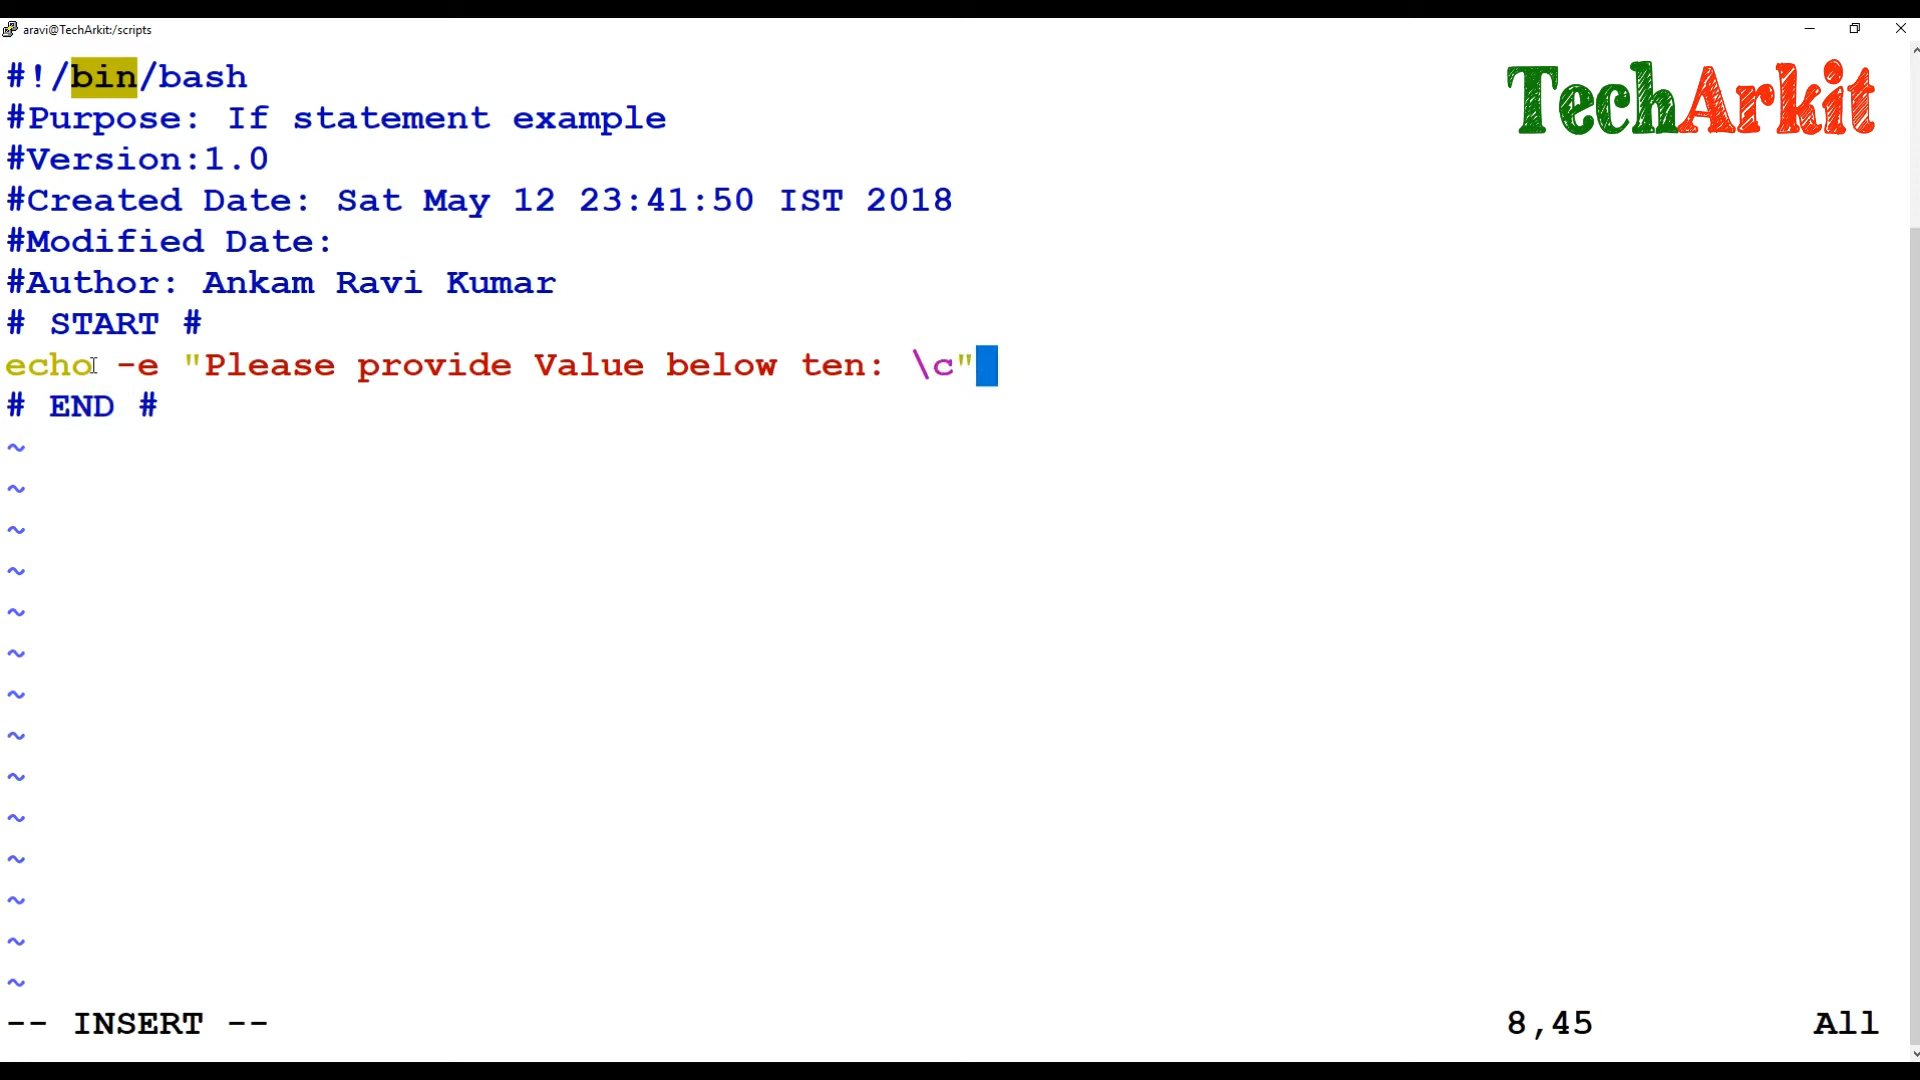 aravi@TechArkit:/scripts
TechArkit
#!/bin/bash
#Purpose: If statement example
#Version:1.0
#Created Date: Sat May 12 23:41:50 IST 2018
#Modified Date:
#Author: Ankam Ravi Kumar
# START #
echo -e "Please provide Value below ten: \c"
# END #
~
~
~
~
~
~
~
~
~
~
~
~
~
~
-- INSERT -- 8,45 All